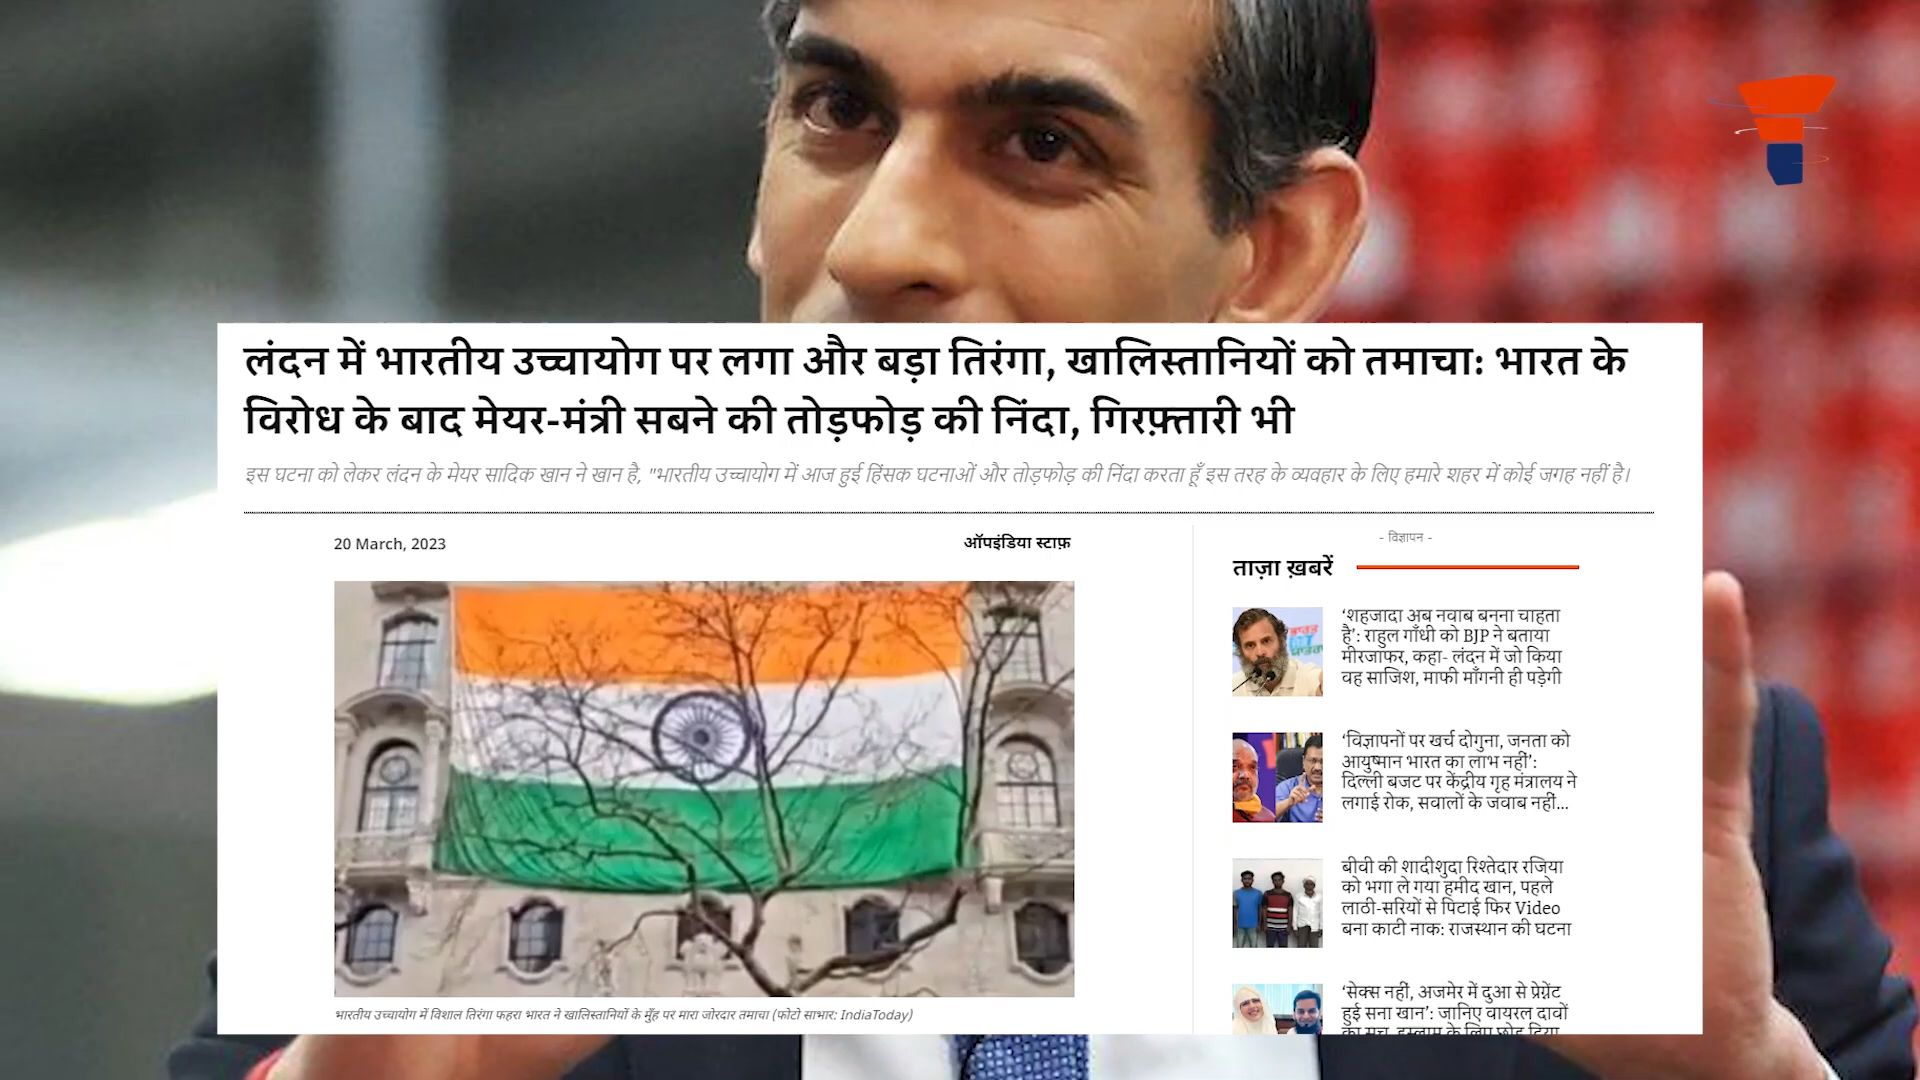 लंदन में भारतीय उच्चायोग पर लगा और बड़ा तिरंगा, खालिस्तानियों को तमाचा: भारत के
विरोध के बाद मेयर-मंत्री सबने की तोड़फोड़ की निंदा, गिरफ़्तारी भी
इस घटना को लेकर लंदन के मेयर सादिक खान ने खान है, "भारतीय उच्चायोग में आज हुई हिंसक घटनाओं और तोड़फोड़ की निंदा करता हूँ इस तरह के व्यवहार के लिए हमारे शहर में कोई जगह नहीं है।
20 March, 2023
ऑपइंडिया स्टाफ़
भारतीय उच्चायोग में विशाल तिरंगा फहरा भारत ने खालिस्तानियों के मुँह पर मारा जोरदार तमाचा (फोटो साभार: IndiaToday)
- विज्ञापन -
ताज़ा ख़बरें
‘शहजादा अब नवाब बनना चाहता
है’: राहुल गाँधी को BJP ने बताया
मीरजाफर, कहा- लंदन में जो किया
वह साजिश, माफी माँगनी ही पड़ेगी
‘विज्ञापनों पर खर्च दोगुना, जनता को
आयुष्मान भारत का लाभ नहीं’:
दिल्ली बजट पर केंद्रीय गृह मंत्रालय ने
लगाई रोक, सवालों के जवाब नहीं...
बीवी की शादीशुदा रिश्तेदार रजिया
को भगा ले गया हमीद खान, पहले
लाठी-सरियों से पिटाई फिर Video
बना काटी नाक: राजस्थान की घटना
‘सेक्स नहीं, अजमेर में दुआ से प्रेग्नेंट
हुई सना खान’: जानिए वायरल दावों
का सच, इस्लाम के लिए छोड़ दिया